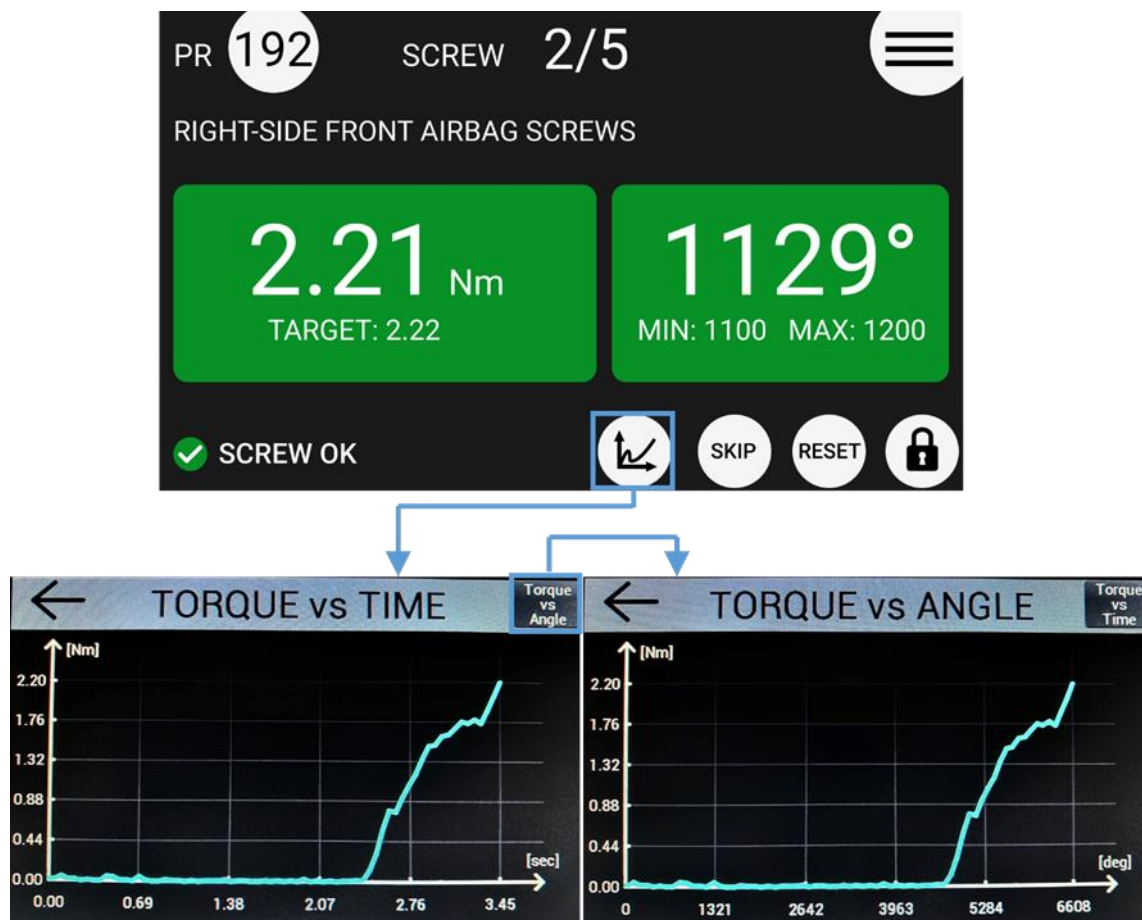 PR 192 SCREW 2/5
RIGHT-SIDE FRONT AIRBAG SCREWS
2.21 Nm
TARGET: 2.22
1129°
MIN: 1100 MAX: 1200
SCREW OK
SKIP
RESET
TORQUE vs TIME
Torque
vs
Angle
[Nm]
2.20
1.76
1.32
0.88
0.44
0.00
[sec]
0.00 0.69 1.38 2.07 2.76 3.45
TORQUE vs ANGLE
Torque
vs
Time
[Nm]
2.20
1.76
1.32
0.88
0.44
0.00
[deg]
0 1321 2642 3963 5284 6608